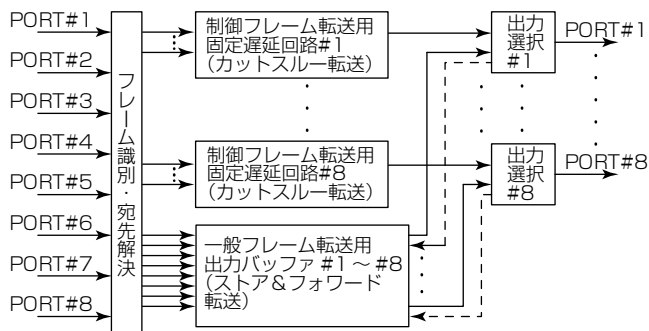 PORT#1
PORT#2
PORT#3
PORT#4
PORT#5
PORT#6
PORT#7
PORT#8
フレーム識別・宛先解決
制御フレーム転送用
固定遅延回路#1
(カットスルー転送)
制御フレーム転送用
固定遅延回路#8
(カットスルー転送)
一般フレーム転送用
出力バッファ #1 ～ #8
(ストア&フォワード
転送)
出力
選択
#1
出力
選択
#8
PORT#1
PORT#8